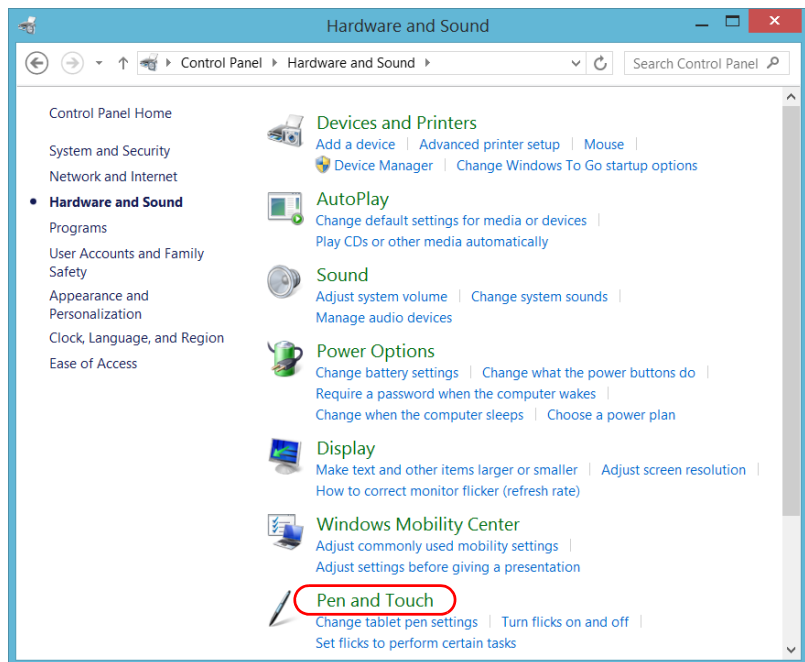 Hardware and Sound
Control Panel Hardware and Sound
Search Control Panel
Control Panel Home
System and Security
Network and Internet
Hardware and Sound
Programs
User Accounts and Family
Safety
Appearance and
Personalization
Clock, Language, and Region
Ease of Access
Devices and Printers
Add a device Advanced printer setup Mouse
Device Manager Change Windows To Go startup options
AutoPlay
Change default settings for media or devices
Play CDs or other media automatically
Sound
Adjust system volume Change system sounds
Manage audio devices
Power Options
Change battery settings Change what the power buttons do
Require a password when the computer wakes
Change when the computer sleeps Choose a power plan
Display
Make text and other items larger or smaller Adjust screen resolution
How to correct monitor flicker (refresh rate)
Windows Mobility Center
Adjust commonly used mobility settings
Adjust settings before giving a presentation
Pen and Touch
Change tablet pen settings Turn flicks on and off
Set flicks to perform certain tasks